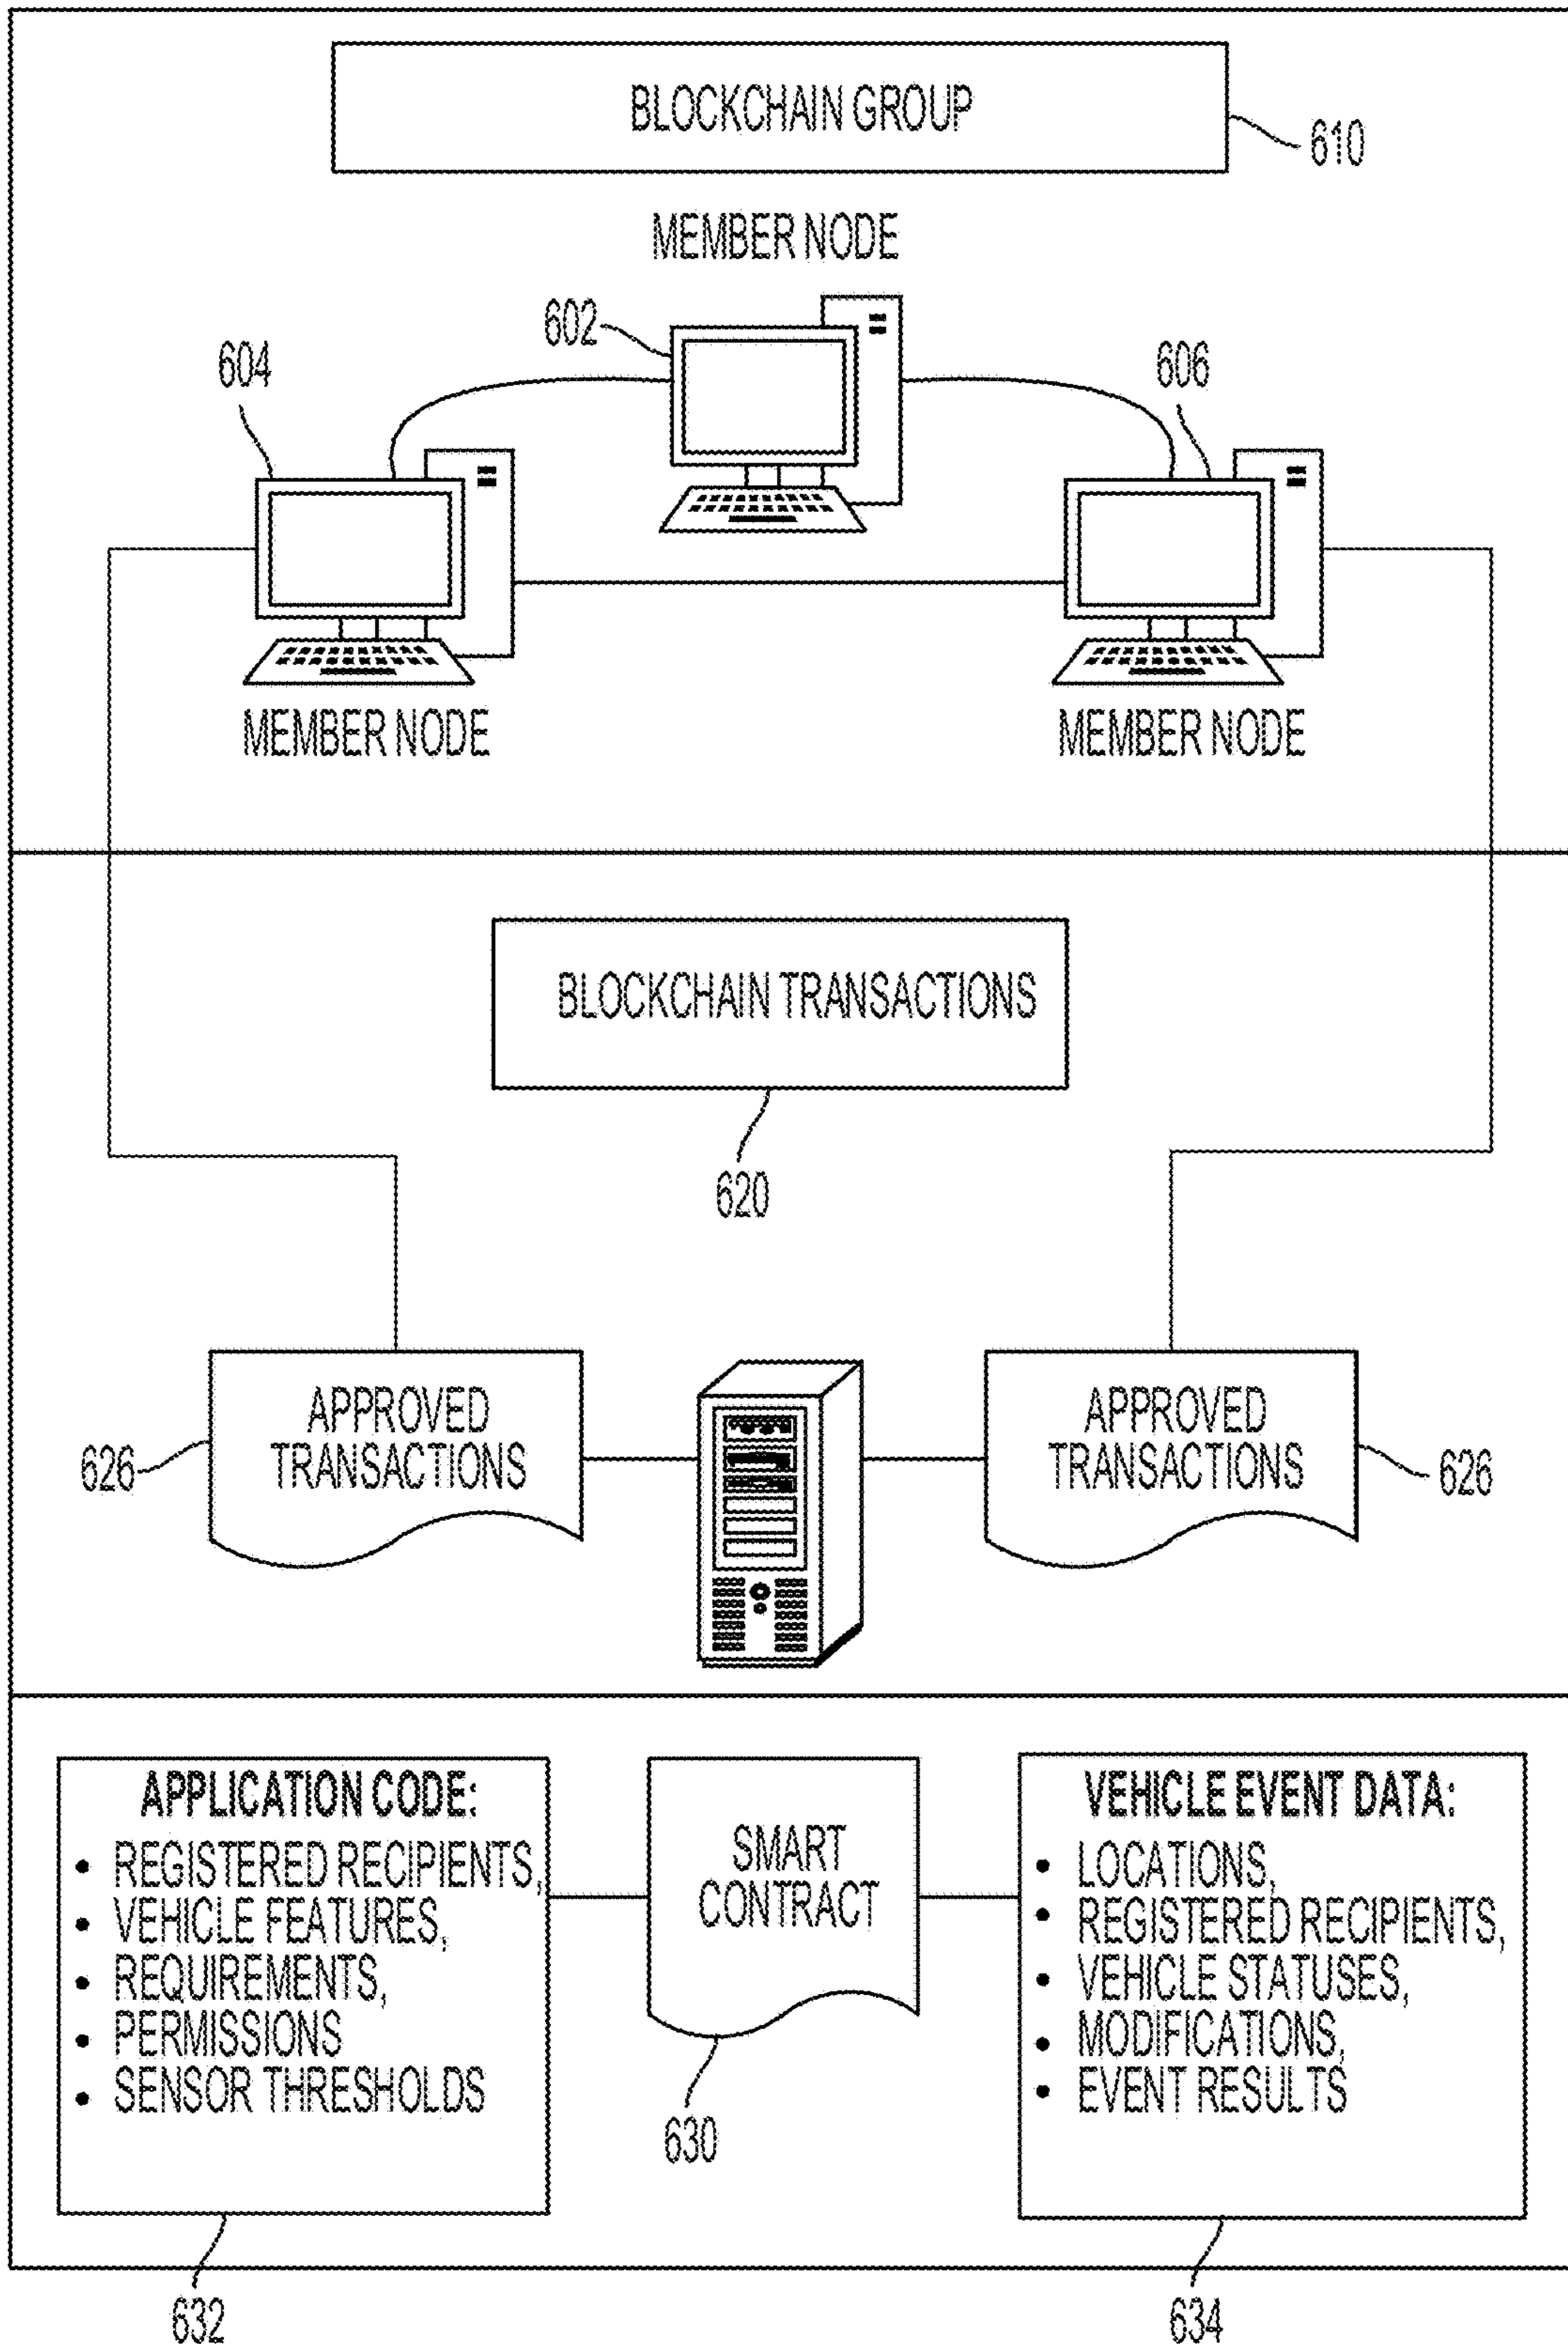 BLOCKCHAIN GROUP
610
MEMBER NODE
602
604
606
MEMBER NODE
MEMBER NODE
BLOCKCHAIN TRANSACTIONS
620
APPROVED
TRANSACTIONS
626
APPROVED
TRANSACTIONS
626
APPLICATION CODE:
• REGISTERED RECIPIENTS,
• VEHICLE FEATURES,
• REQUIREMENTS,
• PERMISSIONS
• SENSOR THRESHOLDS
632
SMART
CONTRACT
630
VEHICLE EVENT DATA:
• LOCATIONS,
• REGISTERED RECIPIENTS,
• VEHICLE STATUSES,
• MODIFICATIONS,
• EVENT RESULTS
634